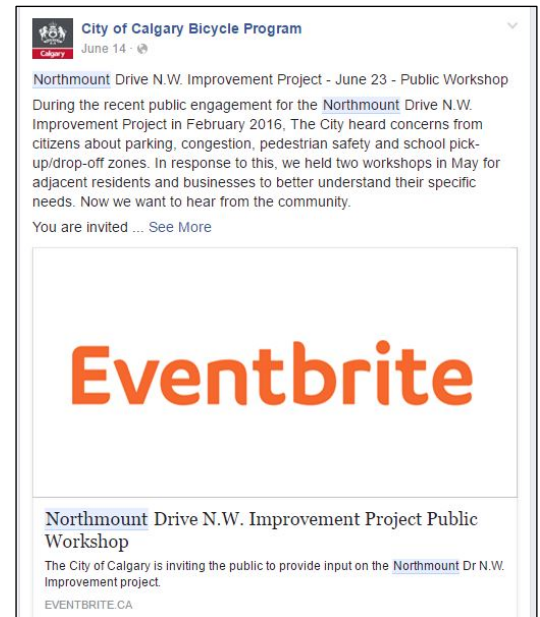 City of Calgary Bicycle Program
June 14 ·
Calgary
Northmount Drive N.W. Improvement Project - June 23 - Public Workshop
During the recent public engagement for the Northmount Drive N.W.
Improvement Project in February 2016, The City heard concerns from
citizens about parking, congestion, pedestrian safety and school pick-
up/drop-off zones. In response to this, we held two workshops in May for
adjacent residents and businesses to better understand their specific
needs. Now we want to hear from the community.
You are invited ... See More
Eventbrite
Northmount Drive N.W. Improvement Project Public
Workshop
The City of Calgary is inviting the public to provide input on the Northmount Dr N.W.
Improvement project.
EVENTBRITE.CA